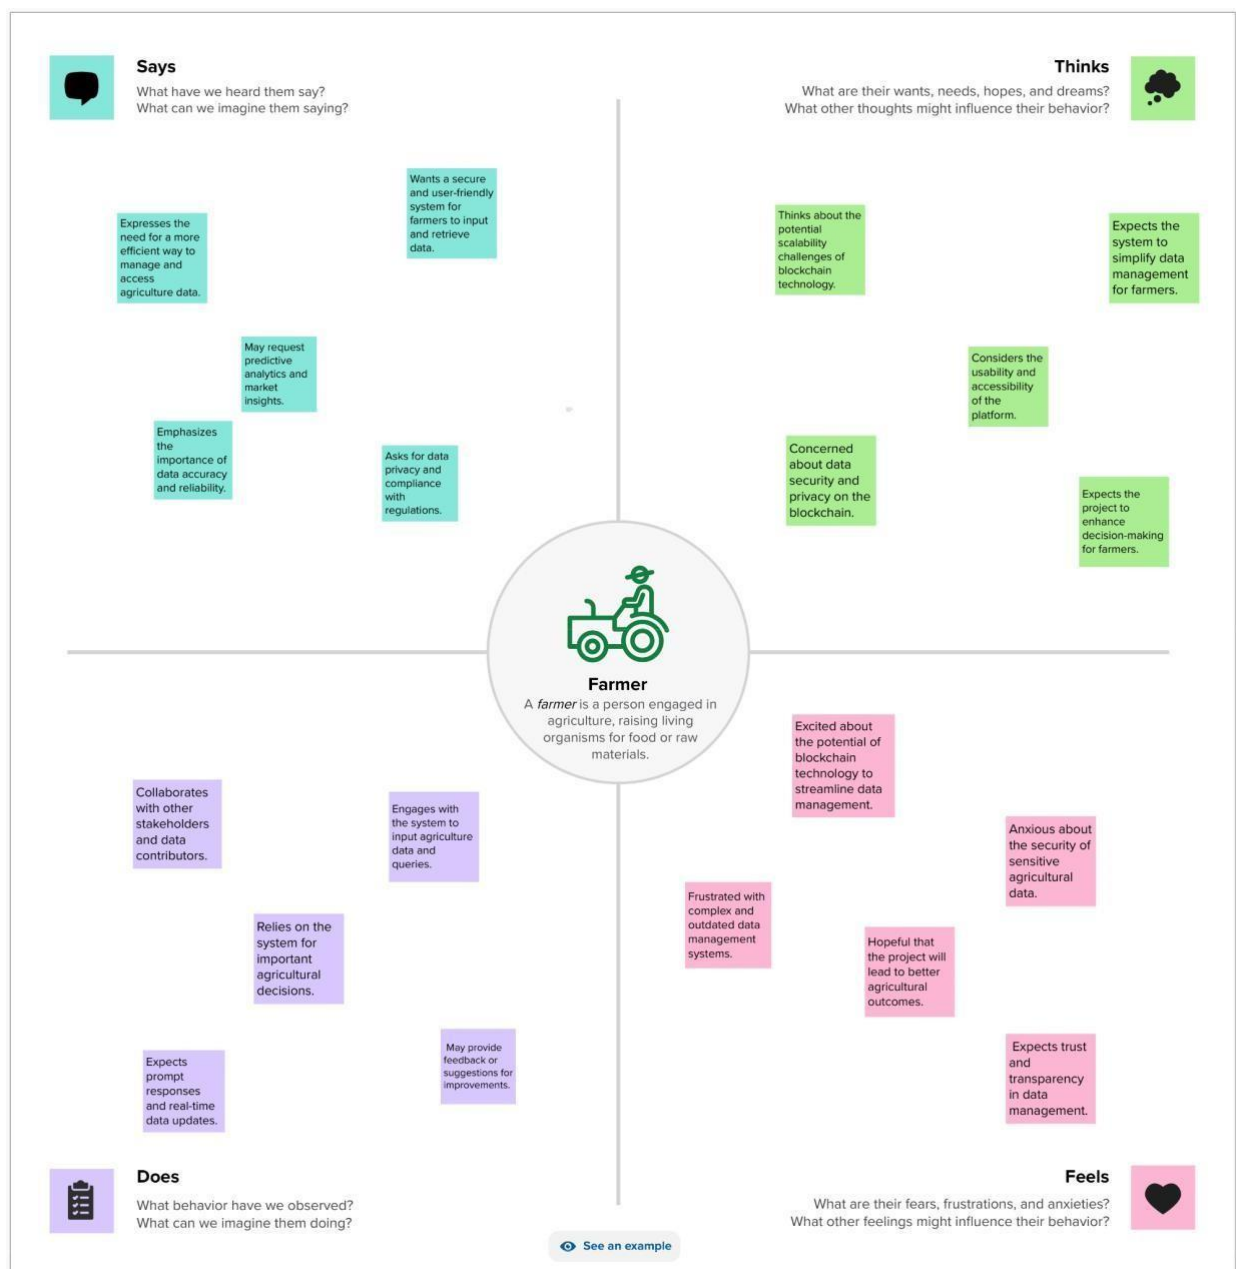 Says
What have we heard them say?
What can we imagine them saying?
Thinks
What are their wants, needs, hopes, and dreams?
What other thoughts might influence their behavior?
Wants a secure
and user-friendly
system for
farmers to input
and retrieve
data.
Expresses the
need for a more
efficient way to
manage and
access
agriculture data.
May request
predictive
analytics and
market
insights.
Emphasizes
the
importance of
data accuracy
and reliability.
Asks for data
privacy and
compliance
with
regulations.
Thinks about the
potential
scalability
challenges of
blockchain
technology.
Expects the
system to
simplify data
management
for farmers.
Considers the
usability and
accessibility
of the
platform.
Concerned
about data
security and
privacy on the
blockchain.
Expects the
project to
enhance
decision-making
for farmers.
Farmer
A farmer is a person engaged in
agriculture, raising living
organisms for food or raw
materials.
Collaborates
with other
stakeholders
and data
contributors.
Engages with
the system to
input agriculture
data and
queries.
Relies on the
system for
important
agricultural
decisions.
Expects
prompt
responses
and real-time
data updates.
May provide
feedback or
suggestions for
improvements.
Excited about
the potential of
blockchain
technology to
streamline data
management.
Anxious about
the security of
sensitive
agricultural
data.
Frustrated with
complex and
outdated data
management
systems.
Hopeful that
the project will
lead to better
agricultural
outcomes.
Expects trust
and
transparency
in data
management.
Does
What behavior have we observed?
What can we imagine them doing?
Feels
What are their fears, frustrations, and anxieties?
What other feelings might influence their behavior?
See an example